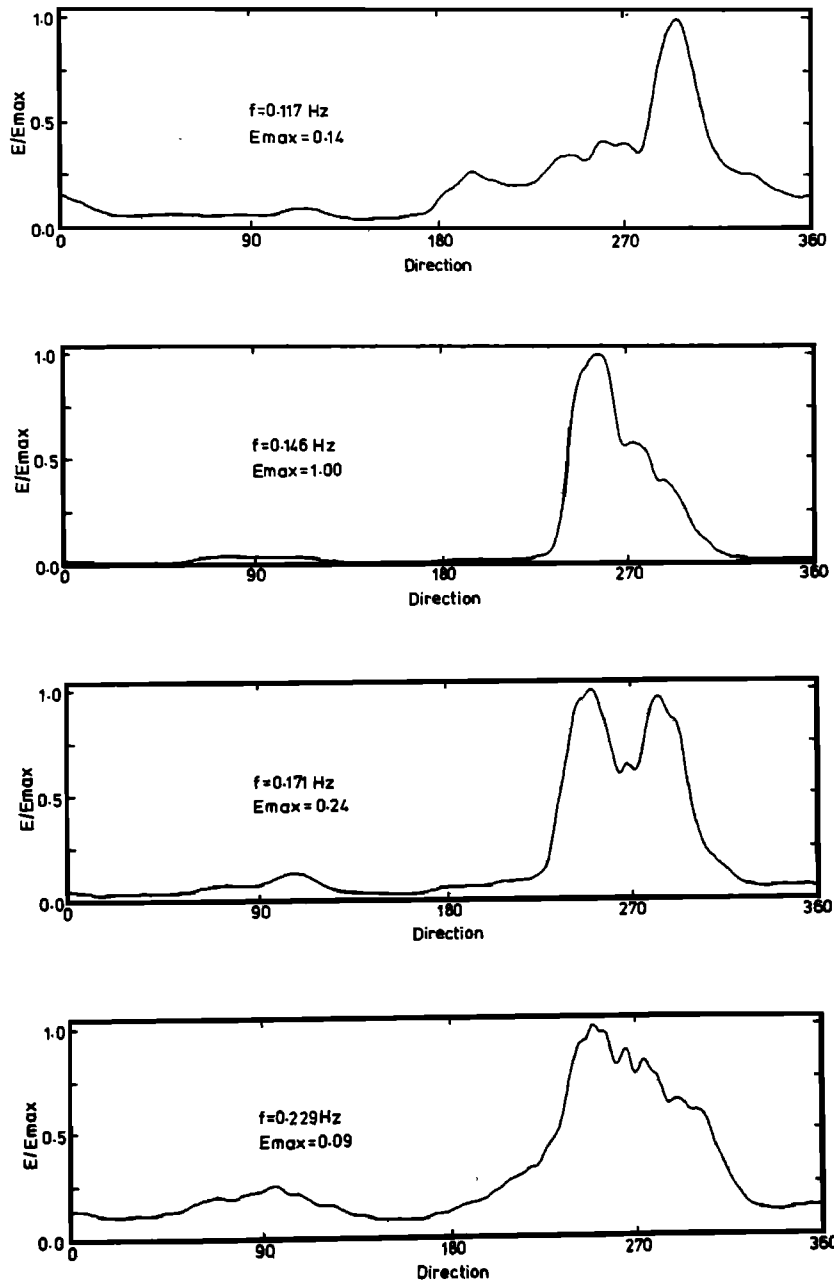 1.0
E/Emax
0.5
0.0
f=0.117 Hz
Emax=0.14
0 90 180 270 360
Direction
1.0
E/Emax
0.5
0.0
f=0.146 Hz
Emax=1.00
0 90 180 270 360
Direction
1.0
E/Emax
0.5
0.0
f=0.171 Hz
Emax=0.24
0 90 180 270 360
Direction
1.0
E/Emax
0.5
0.0
f=0.229Hz
Emax=0.09
0 90 180 270 360
Direction